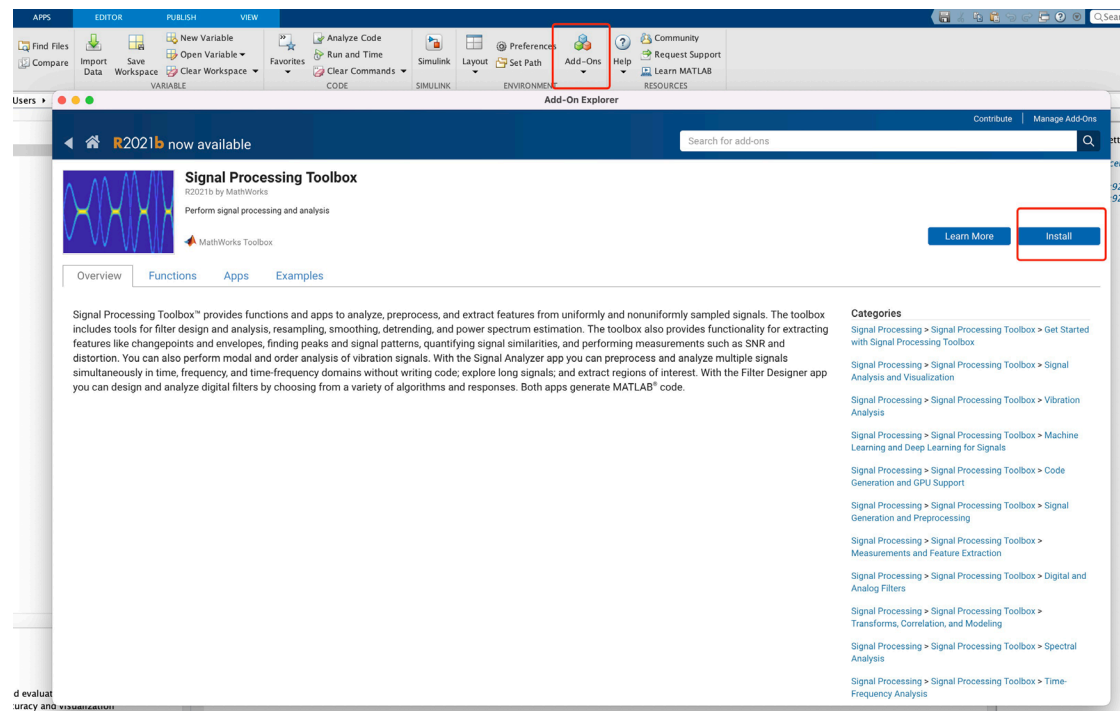 APPS EDITOR PUBLISH VIEW
Find Files
Compare
Import Data
Save Workspace
New Variable
Open Variable
Clear Workspace
VARIABLE
Favorites
Analyze Code
Run and Time
Clear Commands
CODE
Simulink
SIMULINK
Layout
Preferences
Set Path
Add-Ons
ENVIRONMENT
Help
Community
Request Support
Learn MATLAB
RESOURCES
Users
Add-On Explorer
Contribute | Manage Add-Ons
R2021b now available
Search for add-ons
Signal Processing Toolbox
R2021b by MathWorks
Perform signal processing and analysis
MathWorks Toolbox
Learn More
Install
Overview Functions Apps Examples
Signal Processing Toolbox™ provides functions and apps to analyze, preprocess, and extract features from uniformly and nonuniformly sampled signals. The toolbox
includes tools for filter design and analysis, resampling, smoothing, detrending, and power spectrum estimation. The toolbox also provides functionality for extracting
features like changepoints and envelopes, finding peaks and signal patterns, quantifying signal similarities, and performing measurements such as SNR and
distortion. You can also perform modal and order analysis of vibration signals. With the Signal Analyzer app you can preprocess and analyze multiple signals
simultaneously in time, frequency, and time-frequency domains without writing code; explore long signals; and extract regions of interest. With the Filter Designer app
you can design and analyze digital filters by choosing from a variety of algorithms and responses. Both apps generate MATLAB® code.
Categories
Signal Processing > Signal Processing Toolbox > Get Started
with Signal Processing Toolbox
Signal Processing > Signal Processing Toolbox > Signal
Analysis and Visualization
Signal Processing > Signal Processing Toolbox > Vibration
Analysis
Signal Processing > Signal Processing Toolbox > Machine
Learning and Deep Learning for Signals
Signal Processing > Signal Processing Toolbox > Code
Generation and GPU Support
Signal Processing > Signal Processing Toolbox > Signal
Generation and Preprocessing
Signal Processing > Signal Processing Toolbox >
Measurements and Feature Extraction
Signal Processing > Signal Processing Toolbox > Digital and
Analog Filters
Signal Processing > Signal Processing Toolbox >
Transforms, Correlation, and Modeling
Signal Processing > Signal Processing Toolbox > Spectral
Analysis
Signal Processing > Signal Processing Toolbox > Time-
Frequency Analysis